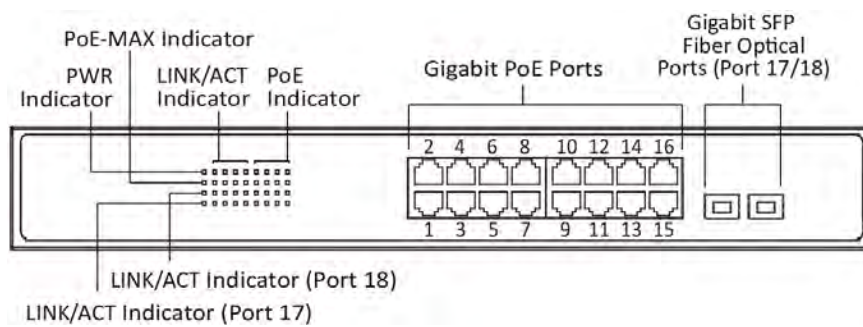 PoE-MAX Indicator
PWR
Indicator
LINK/ACT
Indicator
PoE
Indicator
Gigabit PoE Ports
Gigabit SFP
Fiber Optical
Ports (Port 17/18)
2 4 6 8 10 12 14 16
1 3 5 7 9 11 13 15
LINK/ACT Indicator (Port 18)
LINK/ACT Indicator (Port 17)